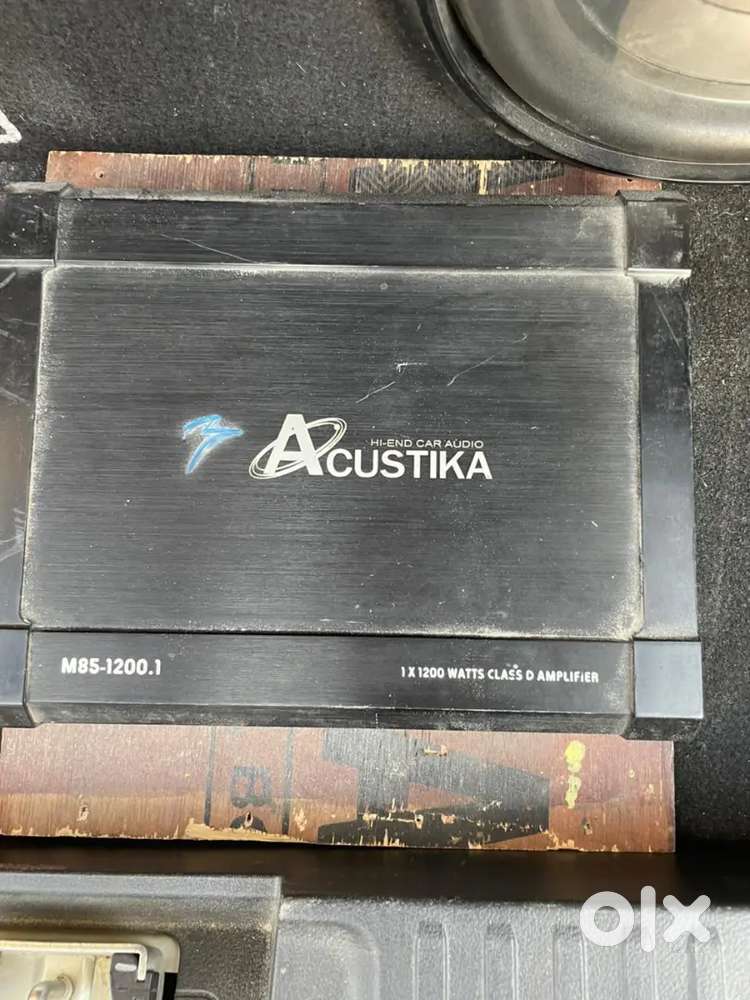 HI-END CAR AUDIO
ACUSTIKA
M85-1200.1
1 X 1200 WATTS CLASS D AMPLIFIER
olx